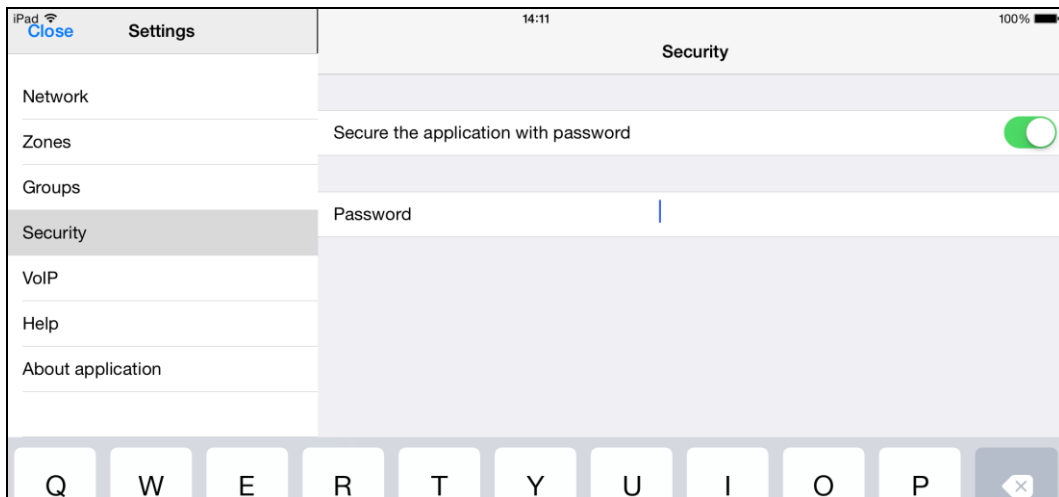 iPad 14:11 100%
Close Settings Security
Network
Zones
Groups
Security
VoIP
Help
About application
Secure the application with password
Password
Q W E R T Y U I O P